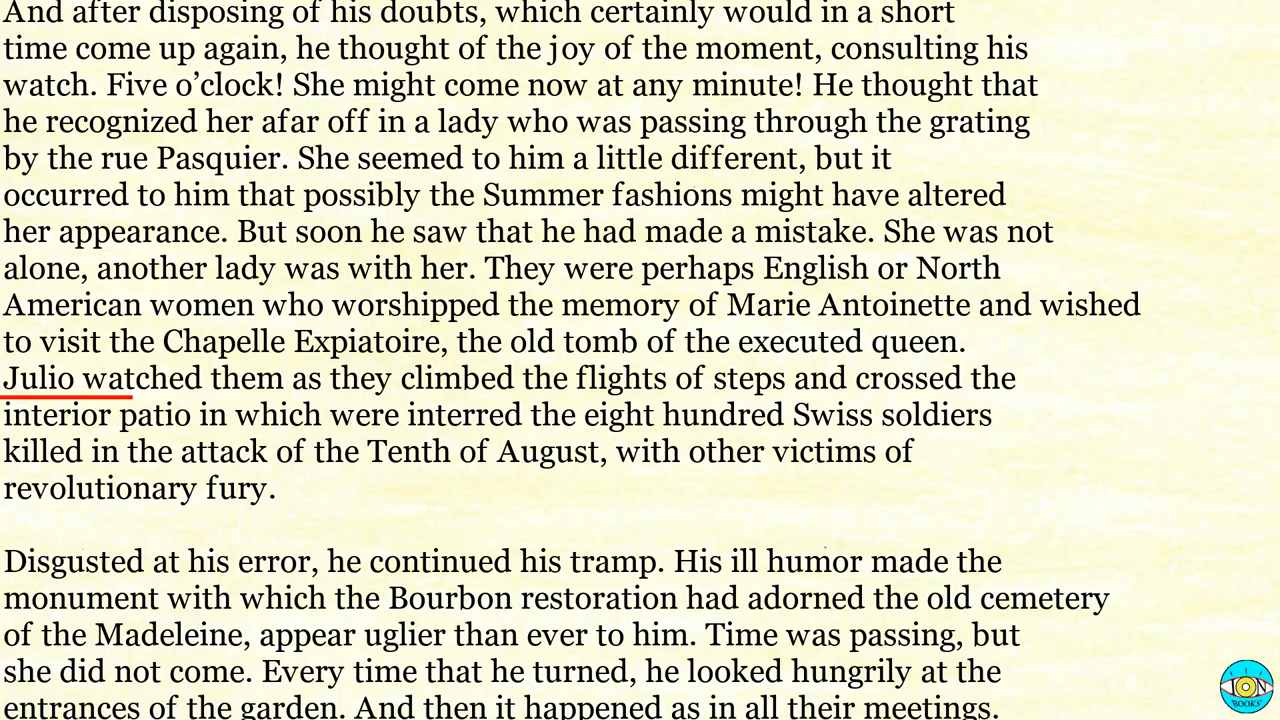 And after disposing of his doubts, which certainly would in a short
time come up again, he thought of the joy of the moment, consulting his
watch. Five o’clock! She might come now at any minute! He thought that
he recognized her afar off in a lady who was passing through the grating
by the rue Pasquier. She seemed to him a little different, but it
occurred to him that possibly the Summer fashions might have altered
her appearance. But soon he saw that he had made a mistake. She was not
alone, another lady was with her. They were perhaps English or North
American women who worshipped the memory of Marie Antoinette and wished
to visit the Chapelle Expiatoire, the old tomb of the executed queen.
Julio watched them as they climbed the flights of steps and crossed the
interior patio in which were interred the eight hundred Swiss soldiers
killed in the attack of the Tenth of August, with other victims of
revolutionary fury.
Disgusted at his error, he continued his tramp. His ill humor made the
monument with which the Bourbon restoration had adorned the old cemetery
of the Madeleine, appear uglier than ever to him. Time was passing, but
she did not come. Every time that he turned, he looked hungrily at the
entrances of the garden. And then it happened as in all their meetings.
ION
BOOKS